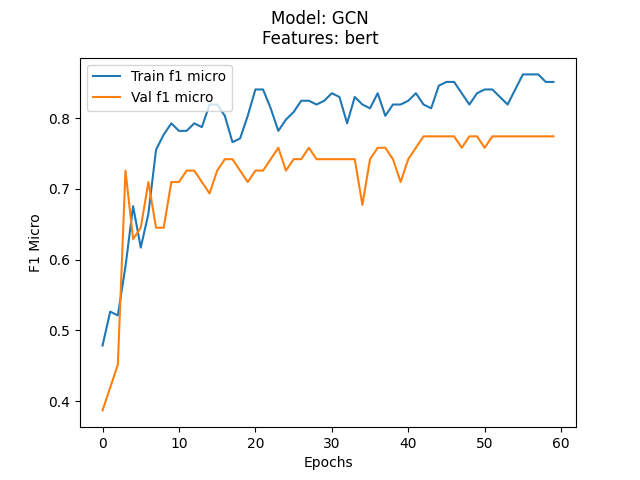 Model: GCN
Features: bert
Train f1 micro
Val f1 micro
F1 Micro
0.8
0.7
0.6
0.5
0.4
0 10 20 30 40 50 60
Epochs